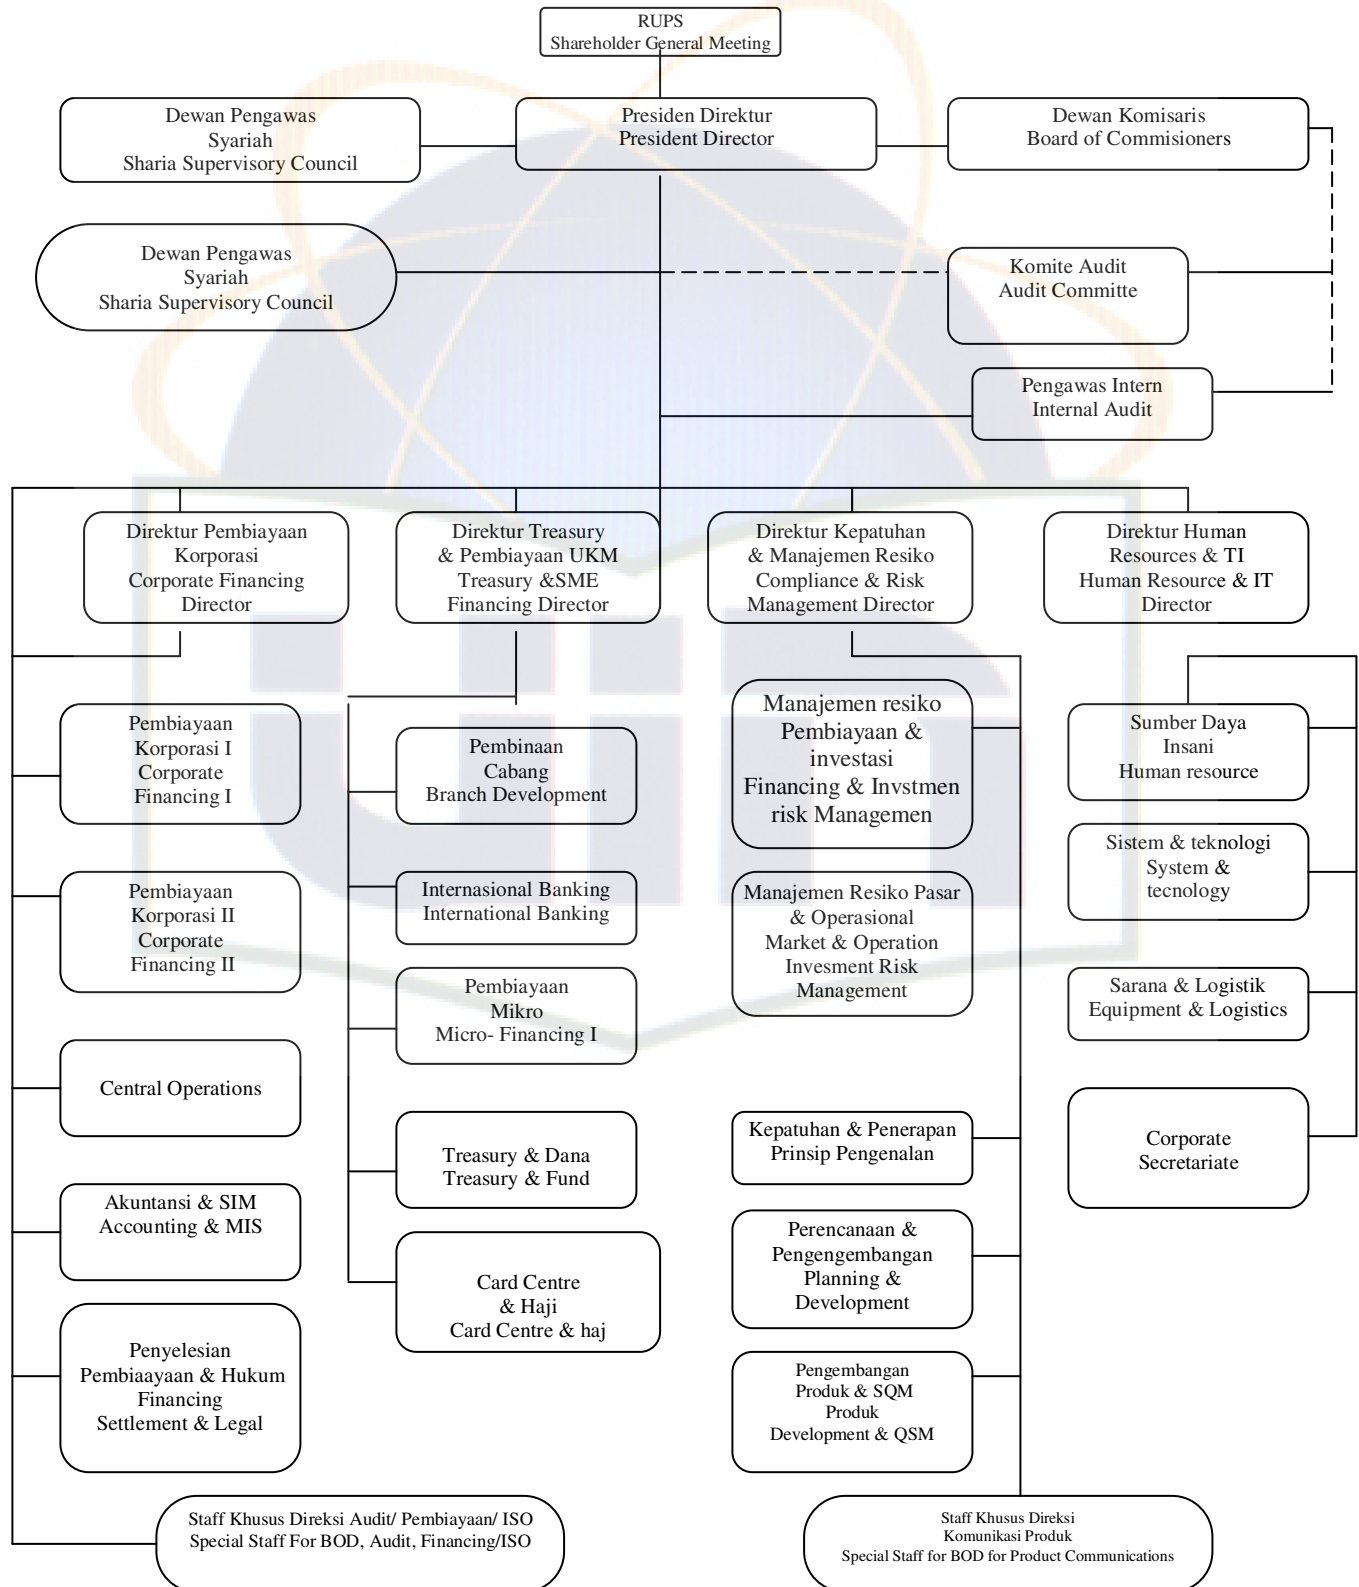 RUPS
Shareholder General Meeting
Dewan Pengawas
Syariah
Sharia Supervisory Council
Presiden Direktur
President Director
Dewan Komisaris
Board of Commisioners
Dewan Pengawas
Syariah
Sharia Supervisory Council
Komite Audit
Audit Committe
Pengawas Intern
Internal Audit
Direktur Pembiayaan
Korporasi
Corporate Financing
Director
Direktur Treasury
& Pembiayaan UKM
Treasury &SME
Financing Director
Direktur Kepatuhan
& Manajemen Resiko
Compliance & Risk
Management Director
Direktur Human
Resources & TI
Human Resource & IT
Director
Pembiayaan
Korporasi I
Corporate
Financing I
Pembiayaan
Korporasi II
Corporate
Financing II
Central Operations
Akuntansi & SIM
Accounting & MIS
Penyelesian
Pembiaayaan & Hukum
Financing
Settlement & Legal
Staff Khusus Direksi Audit/ Pembiayaan/ ISO
Special Staff For BOD, Audit, Financing/ISO
Pembinaan
Cabang
Branch Development
Internasional Banking
International Banking
Pembiayaan
Mikro
Micro- Financing I
Treasury & Dana
Treasury & Fund
Card Centre
& Haji
Card Centre & haj
Manajemen resiko
Pembiayaan &
investasi
Financing & Invstmen
risk Managemen
Manajemen Resiko Pasar
& Operasional
Market & Operation
Invesment Risk
Management
Kepatuhan & Penerapan
Prinsip Pengenalan
Perencanaan &
Pengengembangan
Planning &
Development
Pengembangan
Produk & SQM
Produk
Development & QSM
Staff Khusus Direksi
Komunikasi Produk
Special Staff for BOD for Product Communications
Sumber Daya
Insani
Human resource
Sistem & teknologi
System &
tecnology
Sarana & Logistik
Equipment & Logistics
Corporate
Secretariate
uin